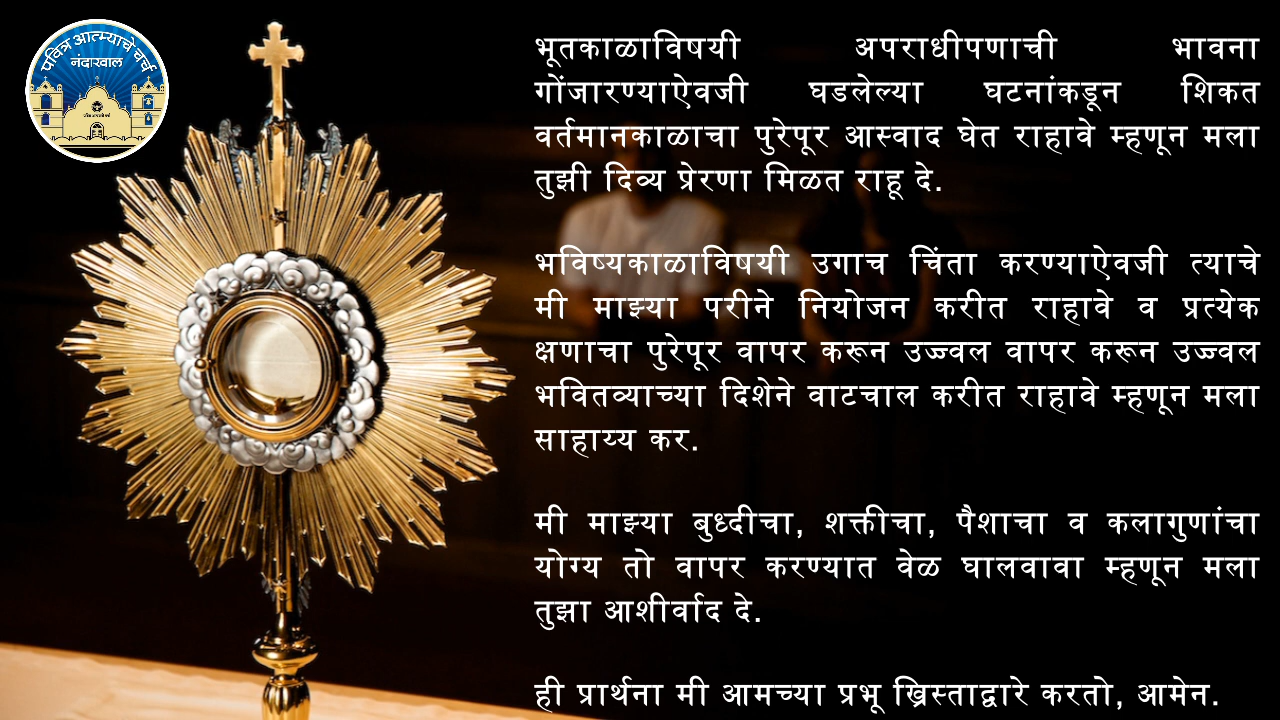 पवित्र आत्म्याचे चर्च
नंदाखाल
भूतकाळाविषयी अपराधीपणाची भावना
गोंजारण्याऐवजी घडलेल्या घटनांकडून शिकत
वर्तमानकाळाचा पुरेपूर आस्वाद घेत राहावे म्हणून मला
तुझी दिव्य प्रेरणा मिळत राहू दे.
भविष्यकाळाविषयी उगाच चिंता करण्याऐवजी त्याचे
मी माझ्या परीने नियोजन करीत राहावे व प्रत्येक
क्षणाचा पुरेपूर वापर करून उज्ज्वल वापर करून उज्ज्वल
भवितव्याच्या दिशेने वाटचाल करीत राहावे म्हणून मला
साहाय्य कर.
मी माझ्या बुध्दीचा, शक्तीचा, पैशाचा व कलागुणांचा
योग्य तो वापर करण्यात वेळ घालवावा म्हणून मला
तुझा आशीर्वाद दे.
ही प्रार्थना मी आमच्या प्रभू ख्रिस्ताद्वारे करतो, आमेन.